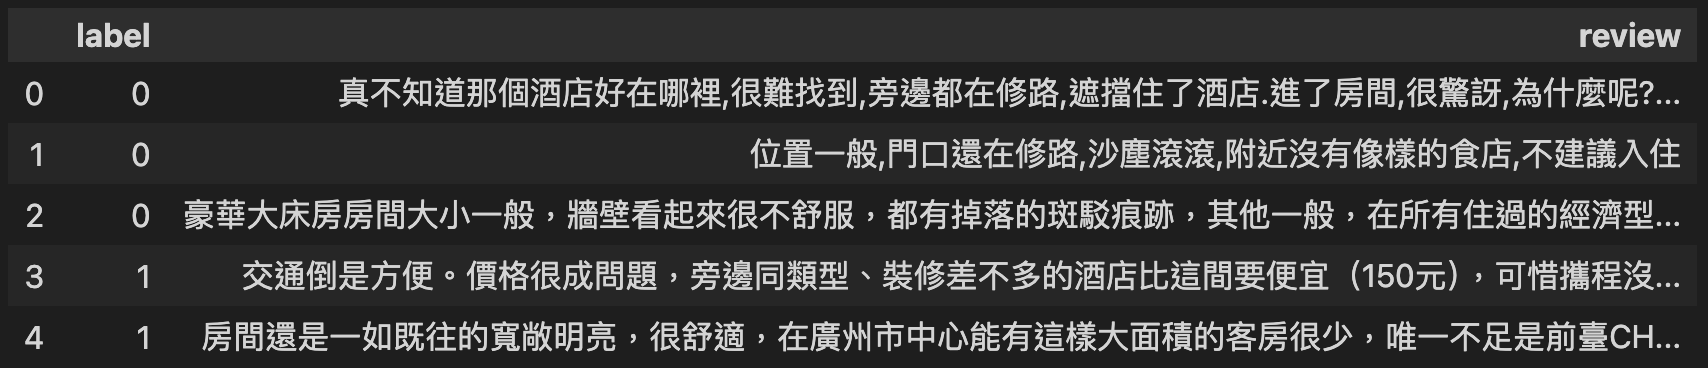 label review
0 0 真不知道那個酒店好在哪裡,很難找到,旁邊都在修路,遮擋住了酒店.進了房間,很驚訝,為什麼呢?...
1 0 位置一般,門口還在修路,沙塵滾滾,附近沒有像樣的食店,不建議入住
2 0 豪華大床房房間大小一般，牆壁看起來很不舒服，都有掉落的斑駁痕跡，其他一般，在所有住過的經濟型...
3 1 交通倒是方便。價格很成問題，旁邊同類型、裝修差不多的酒店比這間要便宜（150元)，可惜攜程沒...
4 1 房間還是一如既往的寬敞明亮，很舒適，在廣州市中心能有這樣大面積的客房很少，唯一不足是前臺CH...